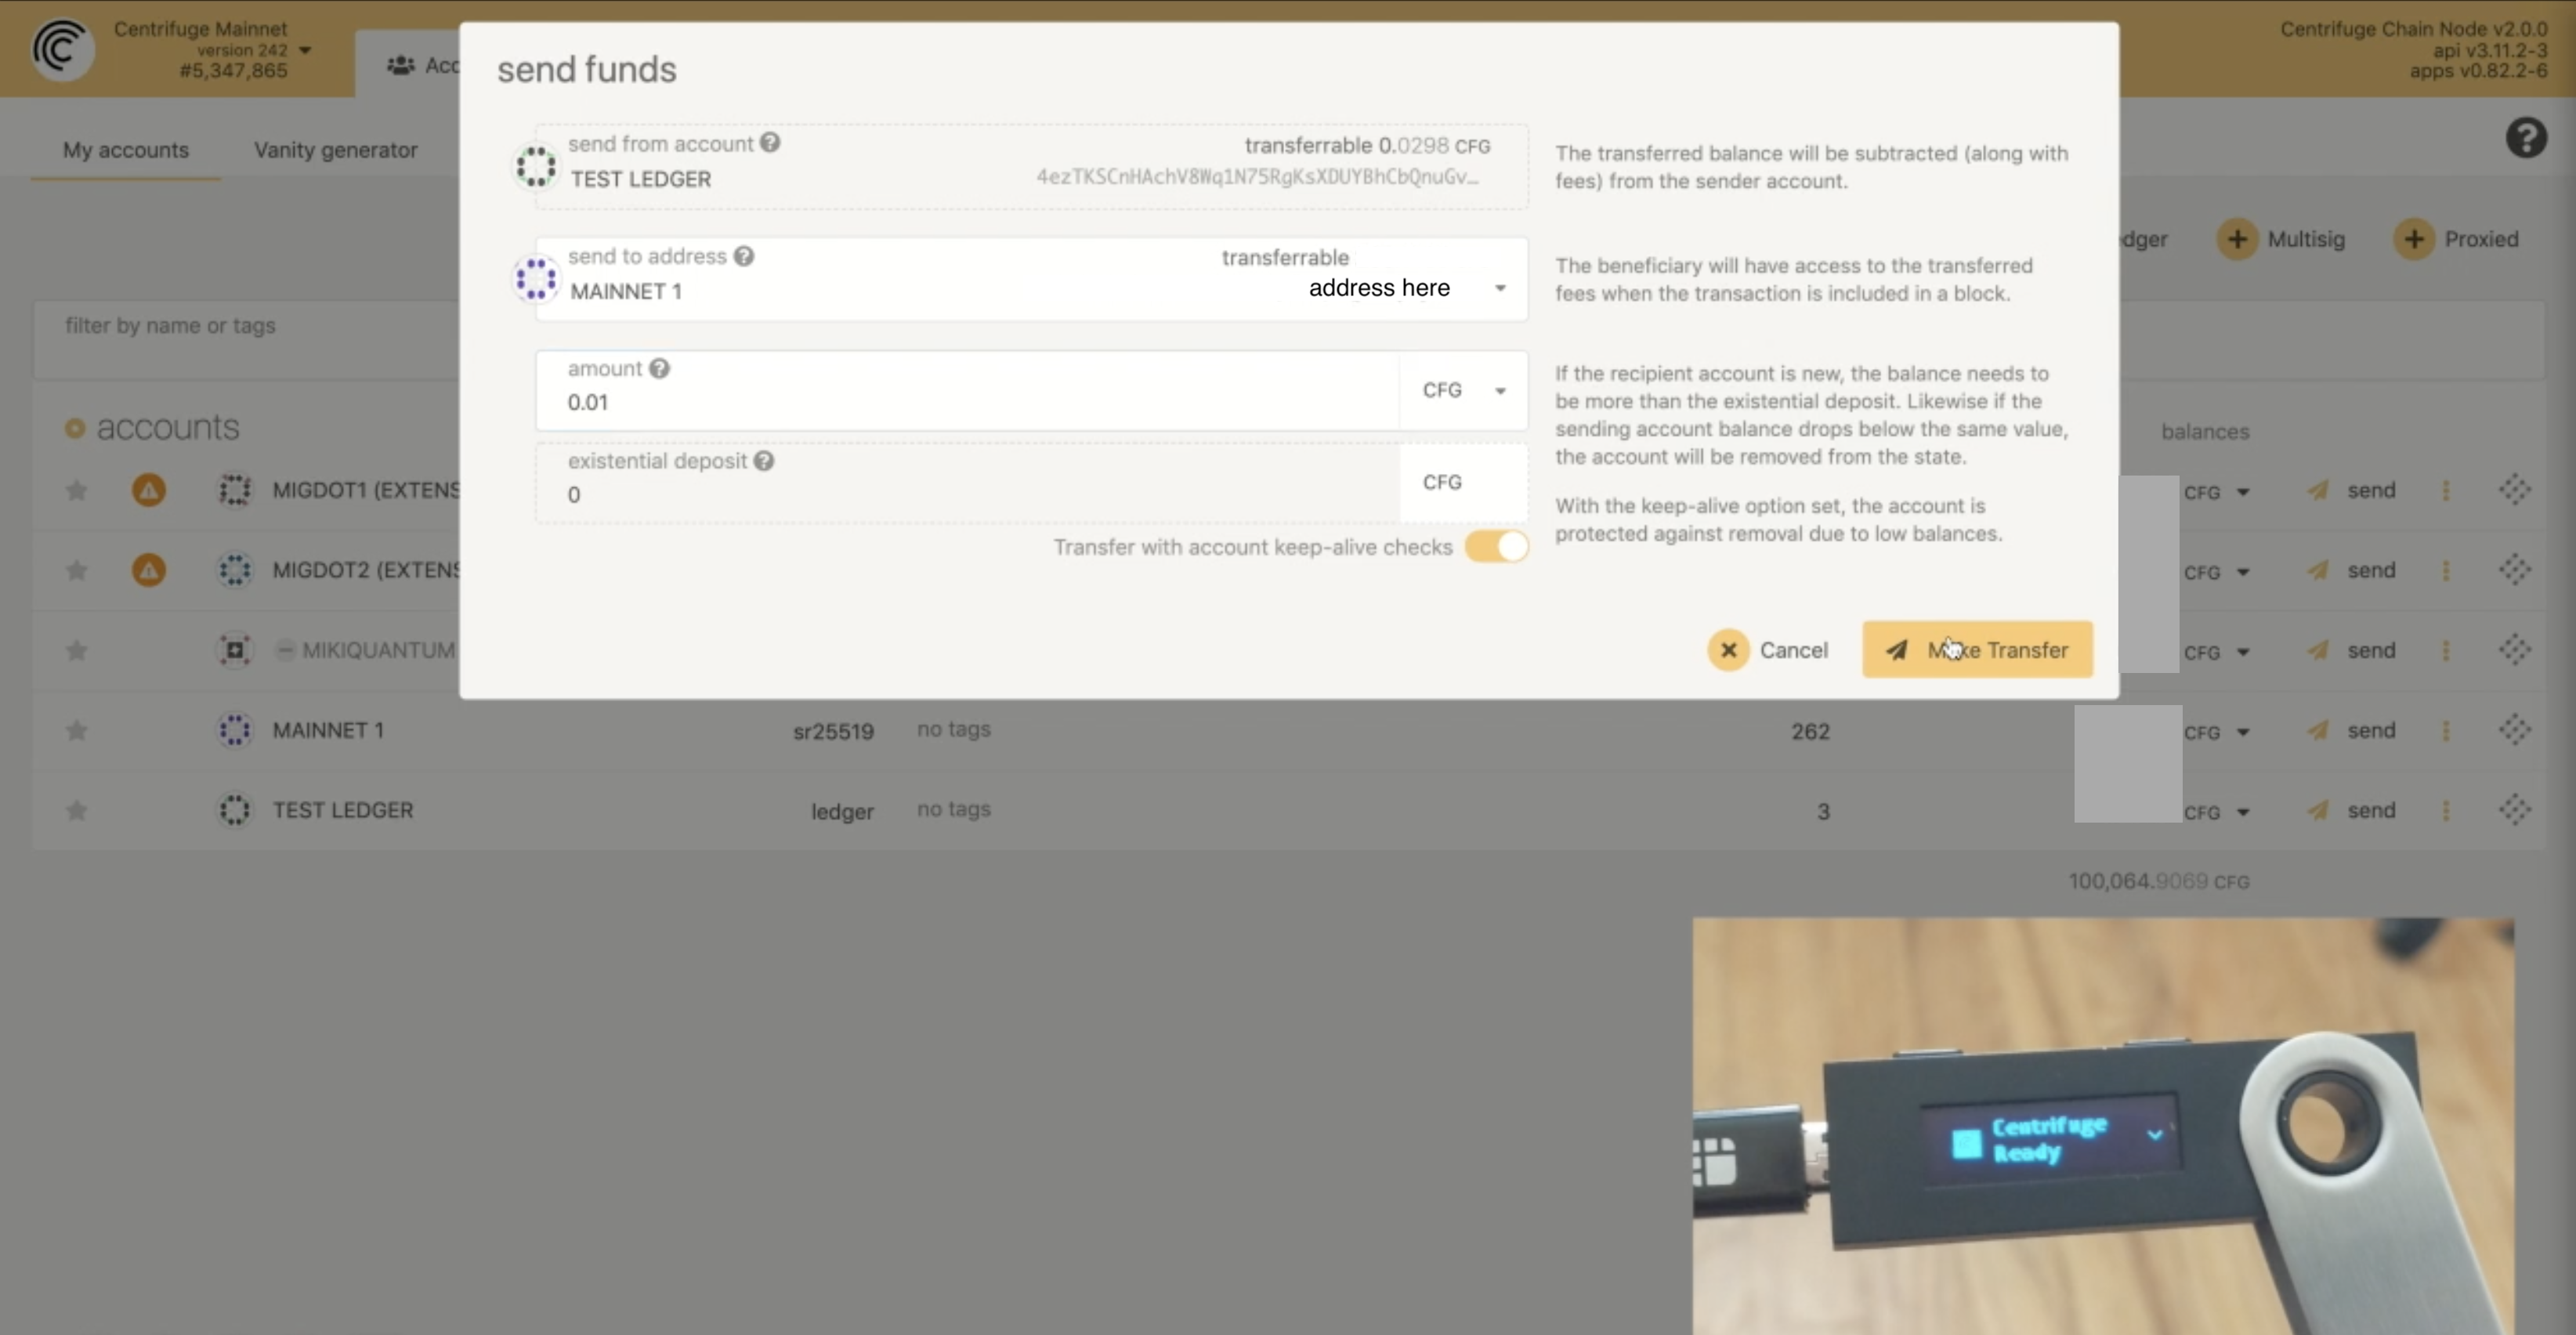 Centrifuge Mainnet
version 242
#5,347,865
Acc
Centrifuge Chain Node v2.0.0
api v3.11.2-3
apps v0.82.2-6
My accounts
Vanity generator
send funds
send from account
transferrable 0.0298 CFG
TEST LEDGER
4ezTKSCnHAchV8Wq1N75RgKsXDUYBhCbQnuGv…
The transferred balance will be subtracted (along with
fees) from the sender account.
dger
Multisig
Proxied
send to address
transferrable
MAINNET 1
address here
The beneficiary will have access to the transferred
fees when the transaction is included in a block.
filter by name or tags
amount
0.01
CFG
existential deposit
0
CFG
If the recipient account is new, the balance needs to
be more than the existential deposit. Likewise if the
sending account balance drops below the same value,
the account will be removed from the state.
With the keep-alive option set, the account is
protected against removal due to low balances.
Transfer with account keep-alive checks
Cancel
Make Transfer
accounts
balances
MIGDOT1 (EXTENS
CFG
send
MIGDOT2 (EXTENS
CFG
send
MIKIQUANTUM
CFG
send
MAINNET 1
sr25519
no tags
262
CFG
send
TEST LEDGER
ledger
no tags
3
CFG
send
100,064.9069 CFG
Centrifuge
Ready